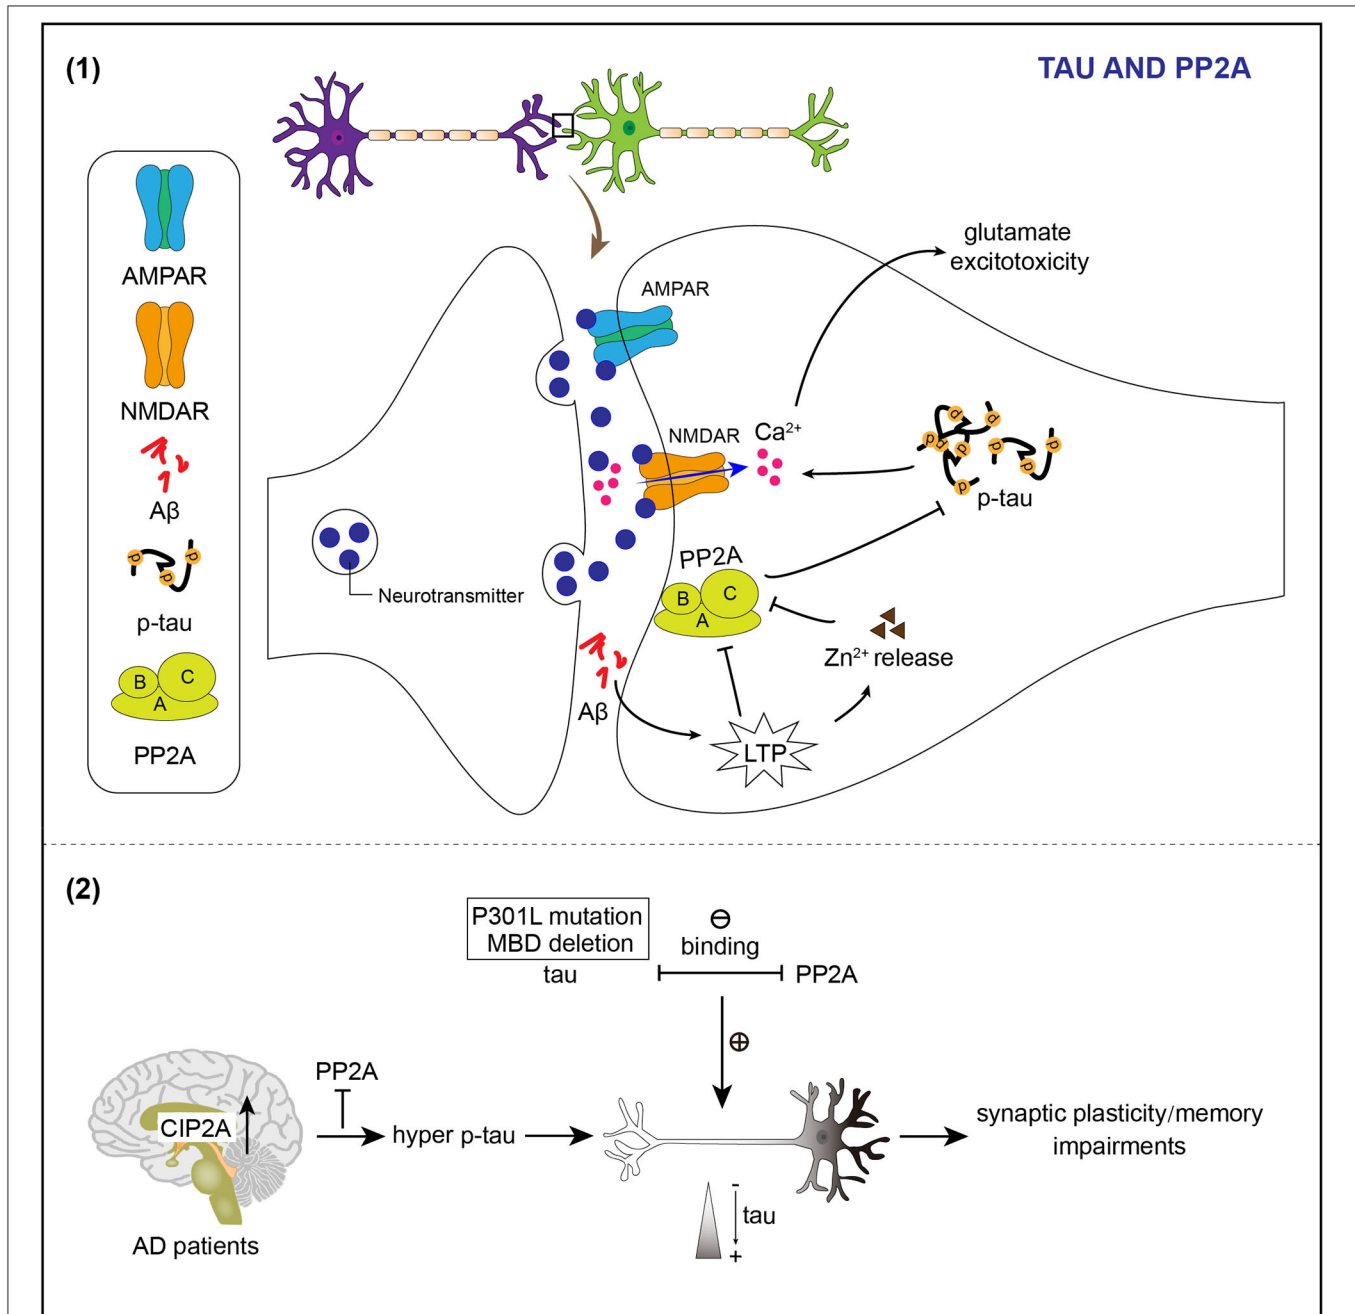 (1)
TAU AND PP2A
AMPAR
NMDAR
Aβ
p
p
p
p-tau
B
C
A
PP2A
glutamate
excitotoxicity
AMPAR
NMDAR
Ca²⁺
p
p
p
p
p
p
p
p
p
p-tau
Neurotransmitter
PP2A
B
C
A
Zn²⁺ release
Aβ
LTP
(2)
P301L mutation
MBD deletion
tau
⊖
binding
PP2A
⊕
PP2A
CIP2A
hyper p-tau
synaptic plasticity/memory
impairments
-
tau
+
AD patients